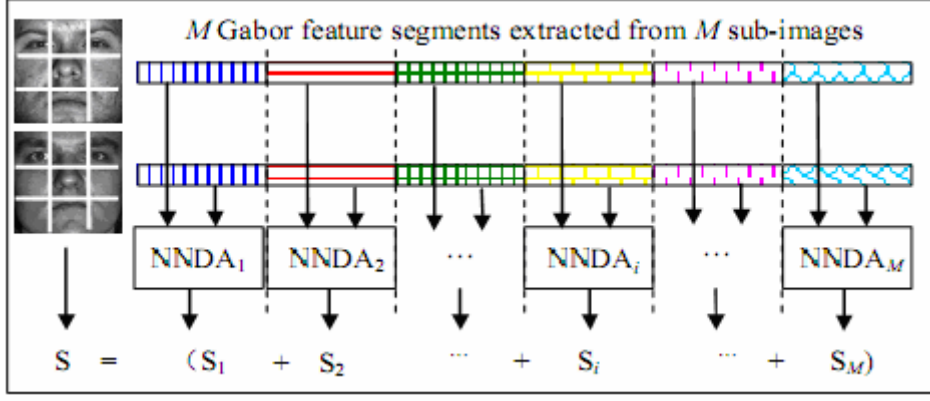 M Gabor feature segments extracted from M sub-images
NNDA1 NNDA2 ... NNDAi ... NNDAM
S = (S1 + S2 ... + Si ... + SM)